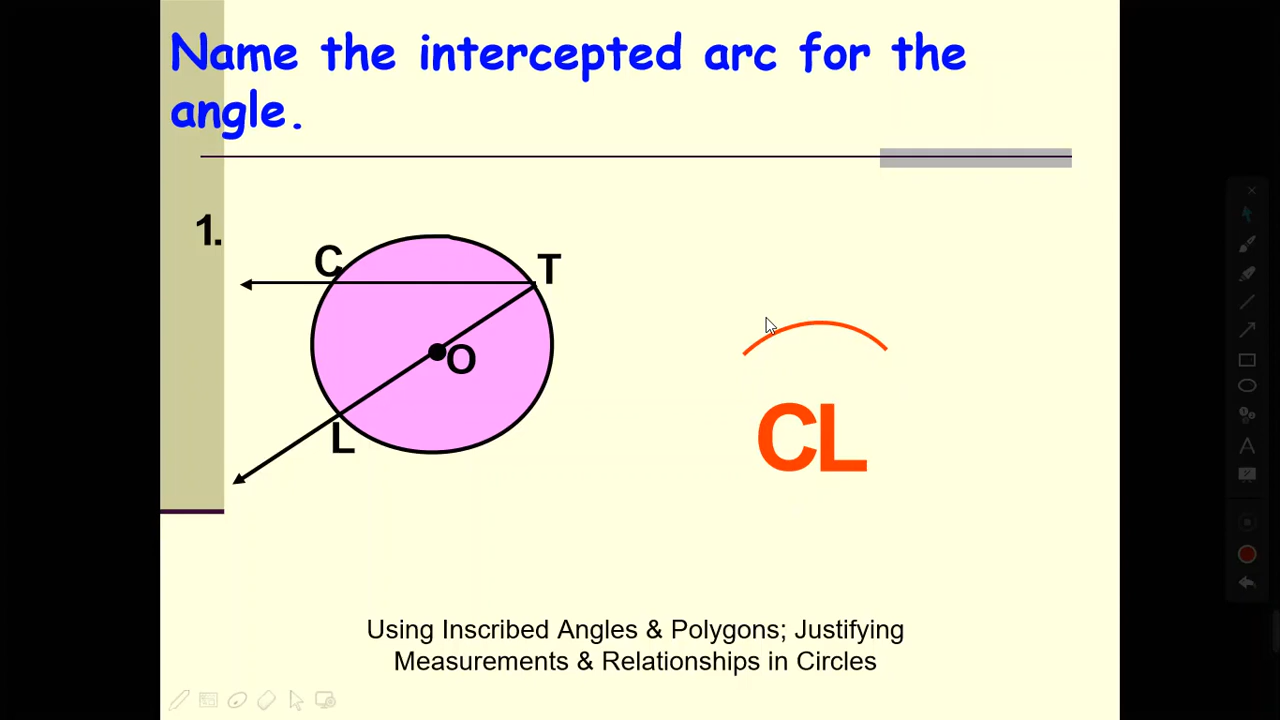 Name the intercepted arc for the
angle.
1.
C
T
O
L
CL
Using Inscribed Angles & Polygons; Justifying
Measurements & Relationships in Circles